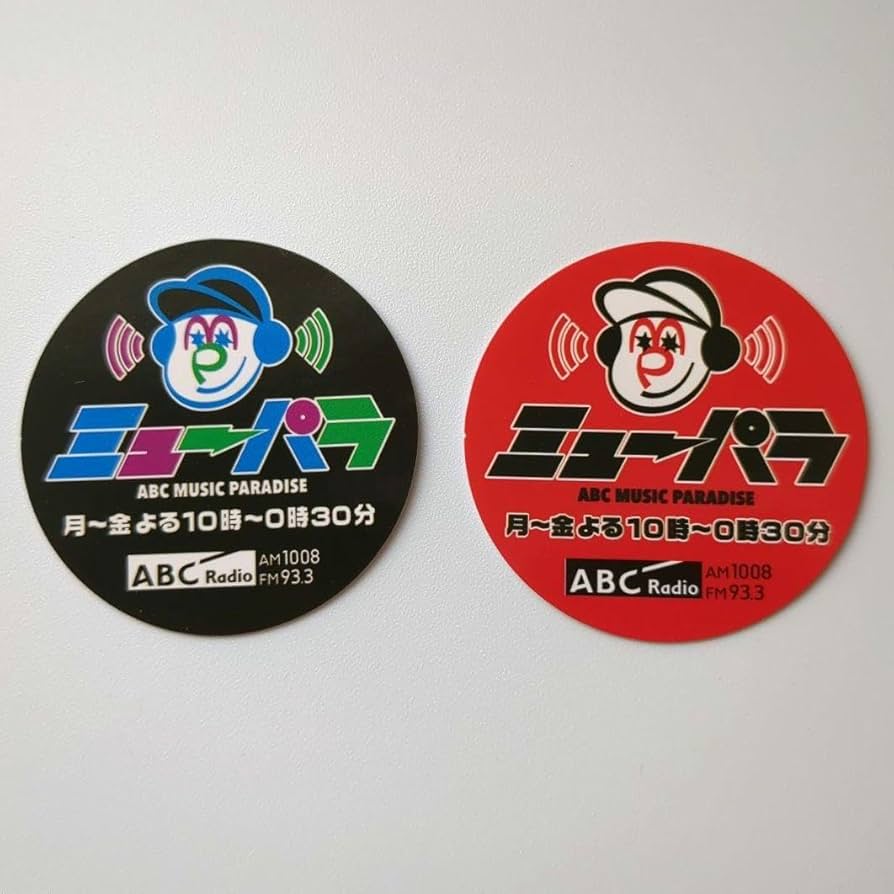 ミューパラ
ABC MUSIC PARADISE
月～金よる10時～0時30分
ABC Radio
AM1008
FM93.3
ミューパラ
ABC MUSIC PARADISE
月～金よる10時～0時30分
ABC Radio
AM1008
FM93.3